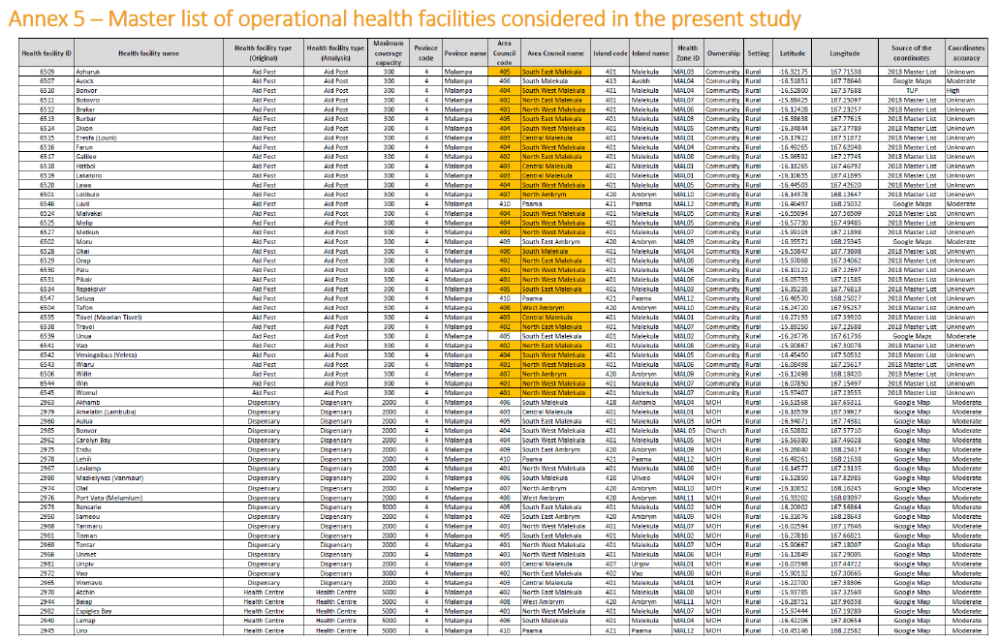 Annex 5 – Master list of operational health facilities considered in the present study
Health facility ID Health facility name Health facility type (Original) Health facility type (Analysis) Maximum coverage capacity Povince code Povince name Area Council code Area Council name Island code Island name Health Zone ID Ownership Setting Latitude Longitude Source of the coordinates Coordinates accuracy
6509 Ashuruk Aid Post Aid Post 300 4 Malampa 405 South East Malekula 401 Malekula MAL03 Community Rural -16.32175 167.71538 2018 Master List Unknown
6507 Avock Aid Post Aid Post 300 4 Malampa 406 South Malekula 413 MAL04 Community Rural -16.51851 167.78646 Google Maps Moderate
6510 Bonvor Aid Post Aid Post 300 4 Malampa 404 South West Malekula 401 Malekula MAL05 Community Rural -16.52800 167.57688 TUP High
6511 Botovro Aid Post Aid Post 300 4 Malampa 402 North East Malekula 401 Malekula MAL08 Community Rural -15.88425 167.25097 2018 Master List Unknown
6512 Brakar Aid Post Aid Post 300 4 Malampa 401 North West Malekula 401 Malekula Community Rural -16.12428 167.23257 2018 Master List Unknown
6513 Burbar Aid Post Aid Post 300 4 Malampa 405 South East Malekula 401 Malekula Community Rural -16.38638 167.77615 2018 Master List Unknown
6514 Dixon Aid Post Aid Post 300 4 Malampa 404 South West Malekula 401 Malekula MAL05 Community Rural -16.34844 167.37789 2018 Master List Unknown
6515 Eresfa (Louni) Aid Post Aid Post 300 4 Malampa 403 Central Malekula 401 Malekula MAL01 Community Rural -16.17922 167.51672 2018 Master List Unknown
6516 Farun Aid Post Aid Post 300 4 Malampa 404 South West Malekula 401 Malekula MAL04 Community Rural -16.49265 167.62048 2018 Master List Unknown
6517 Galilee Aid Post Aid Post 300 4 Malampa 402 North East Malekula 401 Malekula MAL08 Community Rural -15.96592 167.27745 2018 Master List Unknown
6518 Hatbol Aid Post Aid Post 300 4 Malampa 403 Central Malekula 401 Malekula MAL01 Community Rural -16.18265 167.46792 2018 Master List Unknown
6519 Lakatoro Aid Post Aid Post 300 4 Malampa 403 Central Malekula 401 Malekula MAL01 Community Rural -16.10635 167.41695 2018 Master List Unknown
6520 Lawa Aid Post Aid Post 300 4 Malampa 404 South West Malekula 401 Malekula MAL05 Community Rural -16.44503 167.42620 2018 Master List Unknown
6501 Lolibulo Aid Post Aid Post 300 4 Malampa 407 North Ambrym 420 Ambrym MAL10 Community Rural -16.14378 168.12647 2018 Master List Unknown
6546 Luvil Aid Post Aid Post 300 4 Malampa 410 Paama 421 Paama MAL12 Community Rural -16.46497 168.25032 Google Maps Moderate
6524 Malvakal Aid Post Aid Post 300 4 Malampa 404 South West Malekula 401 Malekula MAL05 Community Rural -16.55094 167.56509 2018 Master List Unknown
6525 Melip Aid Post Aid Post 300 4 Malampa 404 South West Malekula 401 Malekula MAL05 Community Rural -16.57730 167.49485 2018 Master List Unknown
6527 Metkun Aid Post Aid Post 300 4 Malampa 401 North West Malekula 401 Malekula MAL07 Community Rural -15.99103 167.21898 2018 Master List Unknown
6502 Moru Aid Post Aid Post 300 4 Malampa 409 South East Ambrym 420 Ambrym MAL09 Community Rural -16.35571 168.25345 Google Maps Moderate
6528 Okai Aid Post Aid Post 300 4 Malampa 406 South Malekula 401 Malekula MAL04 Community Rural -16.53847 167.73808 2018 Master List Unknown
6529 Orap Aid Post Aid Post 300 4 Malampa 402 North East Malekula 401 Malekula MAL08 Community Rural -15.97068 167.34062 2018 Master List Unknown
6530 Palu Aid Post Aid Post 300 4 Malampa 401 North West Malekula 401 Malekula MAL06 Community Rural -16.10122 167.22697 2018 Master List Unknown
6531 Pikair Aid Post Aid Post 300 4 Malampa 401 North West Malekula 401 Malekula MAL06 Community Rural -16.05793 167.21585 2018 Master List Unknown
6534 Repaksivir Aid Post Aid Post 300 4 Malampa 405 South East Malekula 401 Malekula MAL03 Community Rural -16.35235 167.76813 2018 Master List Unknown
6547 Selusa Aid Post Aid Post 300 4 Malampa 410 Paama 421 Paama MAL12 Community Rural -16.46570 168.25027 2018 Master List Unknown
6504 Tefon Aid Post Aid Post 300 4 Malampa 408 West Ambrym 420 Ambrym MAL10 Community Rural -16.24720 167.95257 2018 Master List Unknown
6535 Tisvel (Maorian Tisvel) Aid Post Aid Post 300 4 Malampa 403 Central Malekula 401 Malekula MAL01 Community Rural -16.27193 167.39920 2018 Master List Unknown
6538 Travol Aid Post Aid Post 300 4 Malampa 402 North East Malekula 401 Malekula MAL07 Community Rural -15.89250 167.22688 2018 Master List Unknown
6539 Unua Aid Post Aid Post 300 4 Malampa 405 South East Malekula 401 Malekula MAL02 Community Rural -16.24776 167.61736 Google Maps Moderate
6541 Vao Aid Post Aid Post 300 4 Malampa 402 North East Malekula 401 Malekula MAL08 Community Rural -15.90867 167.30078 2018 Master List Unknown
6542 Veningaibus (Veleta) Aid Post Aid Post 300 4 Malampa 404 South West Malekula 401 Malekula MAL05 Community Rural -16.45450 167.50532 2018 Master List Unknown
6543 Wiaru Aid Post Aid Post 300 4 Malampa 401 North West Malekula 401 Malekula MAL06 Community Rural -16.08498 167.25617 2018 Master List Unknown
6506 Willit Aid Post Aid Post 300 4 Malampa 407 North Ambrym 420 Ambrym MAL10 Community Rural -16.12498 168.18420 2018 Master List Unknown
6544 Win Aid Post Aid Post 300 4 Malampa 401 North West Malekula 401 Malekula MAL07 Community Rural -16.07850 167.15497 2018 Master List Unknown
6545 Womul Aid Post Aid Post 300 4 Malampa 401 North West Malekula 401 Malekula MAL07 Community Rural -15.97407 167.23555 2018 Master List Unknown
2963 Akhamb Dispensary Dispensary 2000 4 Malampa 406 South Malekula 418 Akhamb MAL04 MOH Rural -16.51568 167.65311 Google Map Moderate
2979 Amelatin (Lambubu) Dispensary Dispensary 2000 4 Malampa 403 Central Malekula 401 Malekula MAL01 MOH Rural -16.16539 167.39927 Google Map Moderate
2960 Aulua Dispensary Dispensary 2000 4 Malampa 405 South East Malekula 401 Malekula MAL03 MOH Rural -16.34071 167.74381 Google Map Moderate
2985 Bonvor Dispensary Dispensary 2000 4 Malampa 404 South West Malekula 401 Malekula MAL 05 Church Rural -16.52882 167.57710 Google Map Moderate
2962 Carolyn Bay Dispensary Dispensary 2000 4 Malampa 404 South West Malekula 401 Malekula MAL05 MOH Rural -16.56380 167.46028 Google Map Moderate
2975 Endu Dispensary Dispensary 2000 4 Malampa 409 South East Ambrym 420 Ambrym MAL09 MOH Rural -16.26040 168.25417 Google Map Moderate
2978 Lehili Dispensary Dispensary 2000 4 Malampa 410 Paama 421 Paama MAL12 MOH Rural -16.48261 168.21638 Google Map Moderate
2967 Leviamp Dispensary Dispensary 2000 4 Malampa 401 North West Malekula 401 Malekula MAL06 MOH Rural -16.14577 167.23135 Google Map Moderate
2980 Maskelynes (Vanmaur) Dispensary Dispensary 2000 4 Malampa 406 South Malekula 410 Uliveo MAL04 MOH Rural -16.52850 167.82985 Google Map Moderate
2974 Olal Dispensary Dispensary 2000 4 Malampa 407 North Ambrym 420 Ambrym MAL10 MOH Rural -16.10052 168.16245 Google Map Moderate
2976 Port Vato (Melumlum) Dispensary Dispensary 2000 4 Malampa 408 West Ambrym 420 Ambrym MAL11 MOH Rural -16.33202 168.03897 Google Map Moderate
2973 Rensarie Dispensary Dispensary 3000 4 Malampa 405 South East Malekula 401 Malekula MAL02 MOH Rural -16.20902 167.56864 Google Map Moderate
2950 Sameou Dispensary Dispensary 2000 4 Malampa 409 South East Ambrym 420 Ambrym MAL09 MOH Rural -16.31076 168.28643 Google Map Moderate
2968 Tanmaru Dispensary Dispensary 2000 4 Malampa 401 North West Malekula 401 Malekula MAL07 MOH Rural -16.02594 167.17646 Google Map Moderate
2961 Tisman Dispensary Dispensary 2000 4 Malampa 405 South East Malekula 401 Malekula MAL02 MOH Rural -16.27816 167.66821 Google Map Moderate
2969 Tontar Dispensary Dispensary 2000 4 Malampa 401 North West Malekula 401 Malekula MAL07 MOH Rural -15.90667 167.18007 Google Map Moderate
2966 Unmet Dispensary Dispensary 2000 4 Malampa 401 North West Malekula 401 Malekula MAL06 MOH Rural -16.12849 167.29005 Google Map Moderate
2981 Uripiv Dispensary Dispensary 2000 4 Malampa 403 Central Malekula 407 Uripiv MAL01 MOH Rural -16.07398 167.44722 Google Map Moderate
2972 Vao Dispensary Dispensary 3000 4 Malampa 402 North East Malekula 402 Vao MAL08 MOH Rural -15.90132 167.30665 Google Map Moderate
2965 Vinmavis Dispensary Dispensary 2000 4 Malampa 403 Central Malekula 401 Malekula MAL01 MOH Rural -16.22700 167.38306 Google Map Moderate
2970 Atchin Health Centre Health Centre 5000 4 Malampa 402 North East Malekula 401 Malekula MAL08 MOH Rural -15.93785 167.32569 Google Map Moderate
2944 Baiap Health Centre Health Centre 5000 4 Malampa 408 West Ambrym 420 Ambrym MAL11 MOH Rural -16.28751 167.96538 Google Map Moderate
2982 Espigles Bay Health Centre Health Centre 5000 4 Malampa 401 North West Malekula 401 Malekula MAL07 MOH Rural -15.97444 167.19289 Google Map Moderate
2940 Lamap Health Centre Health Centre 5000 4 Malampa 406 South Malekula 401 Malekula MAL04 MOH Rural -16.42206 167.80654 Google Map Moderate
2945 Liro Health Centre Health Centre 5000 4 Malampa 410 Paama 421 Paama MAL12 MOH Rural -16.45146 168.22582 Google Map Moderate